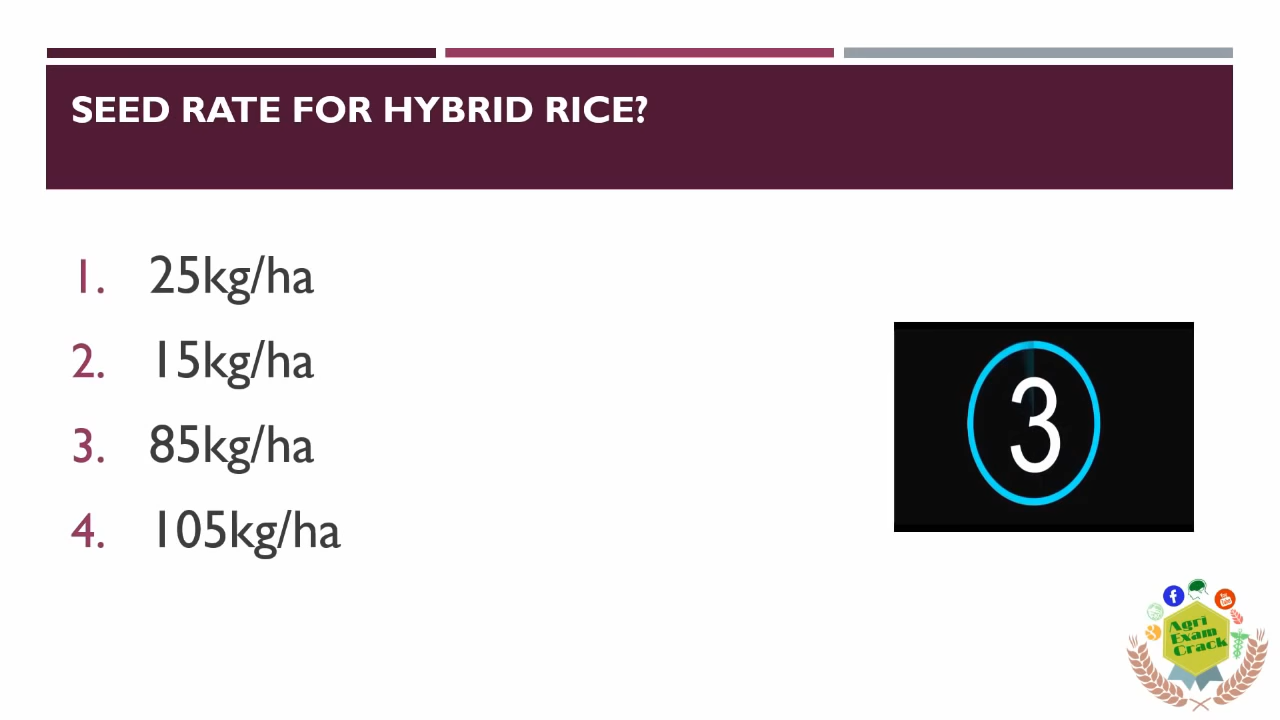 SEED RATE FOR HYBRID RICE?
1. 25kg/ha
2. 15kg/ha
3. 85kg/ha
4. 105kg/ha
3
Agri
Exam
Crack